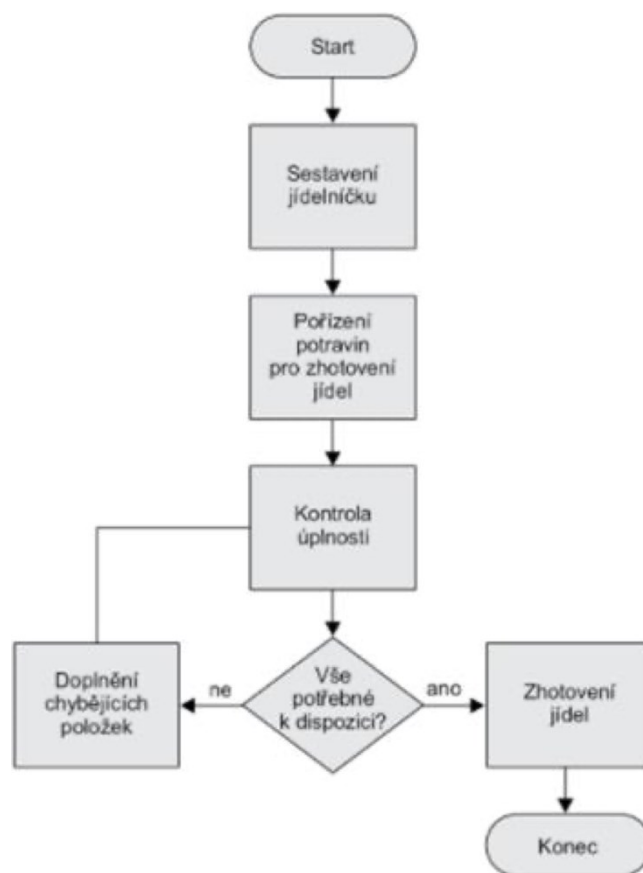 Start
Sestavení
jídelníčku
Pořízení
potravin
pro zhotovení
jídel
Kontrola
úplnosti
Doplnění
chybějících
položek
ne
Vše
potřebné
k dispozici?
ano
Zhotovení
jídel
Konec